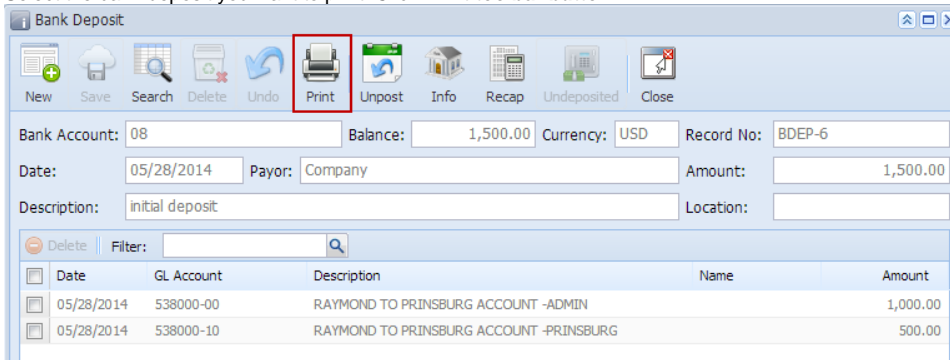 Bank Deposit
New Save Search Delete Undo Print Unpost Info Recap Undeposited Close
Bank Account: 08 Balance: 1,500.00 Currency: USD Record No: BDEP-6
Date: 05/28/2014 Payor: Company Amount: 1,500.00
Description: initial deposit Location:
Delete Filter:
Date GL Account Description Name Amount
05/28/2014 538000-00 RAYMOND TO PRINSBURG ACCOUNT -ADMIN 1,000.00
05/28/2014 538000-10 RAYMOND TO PRINSBURG ACCOUNT -PRINSBURG 500.00